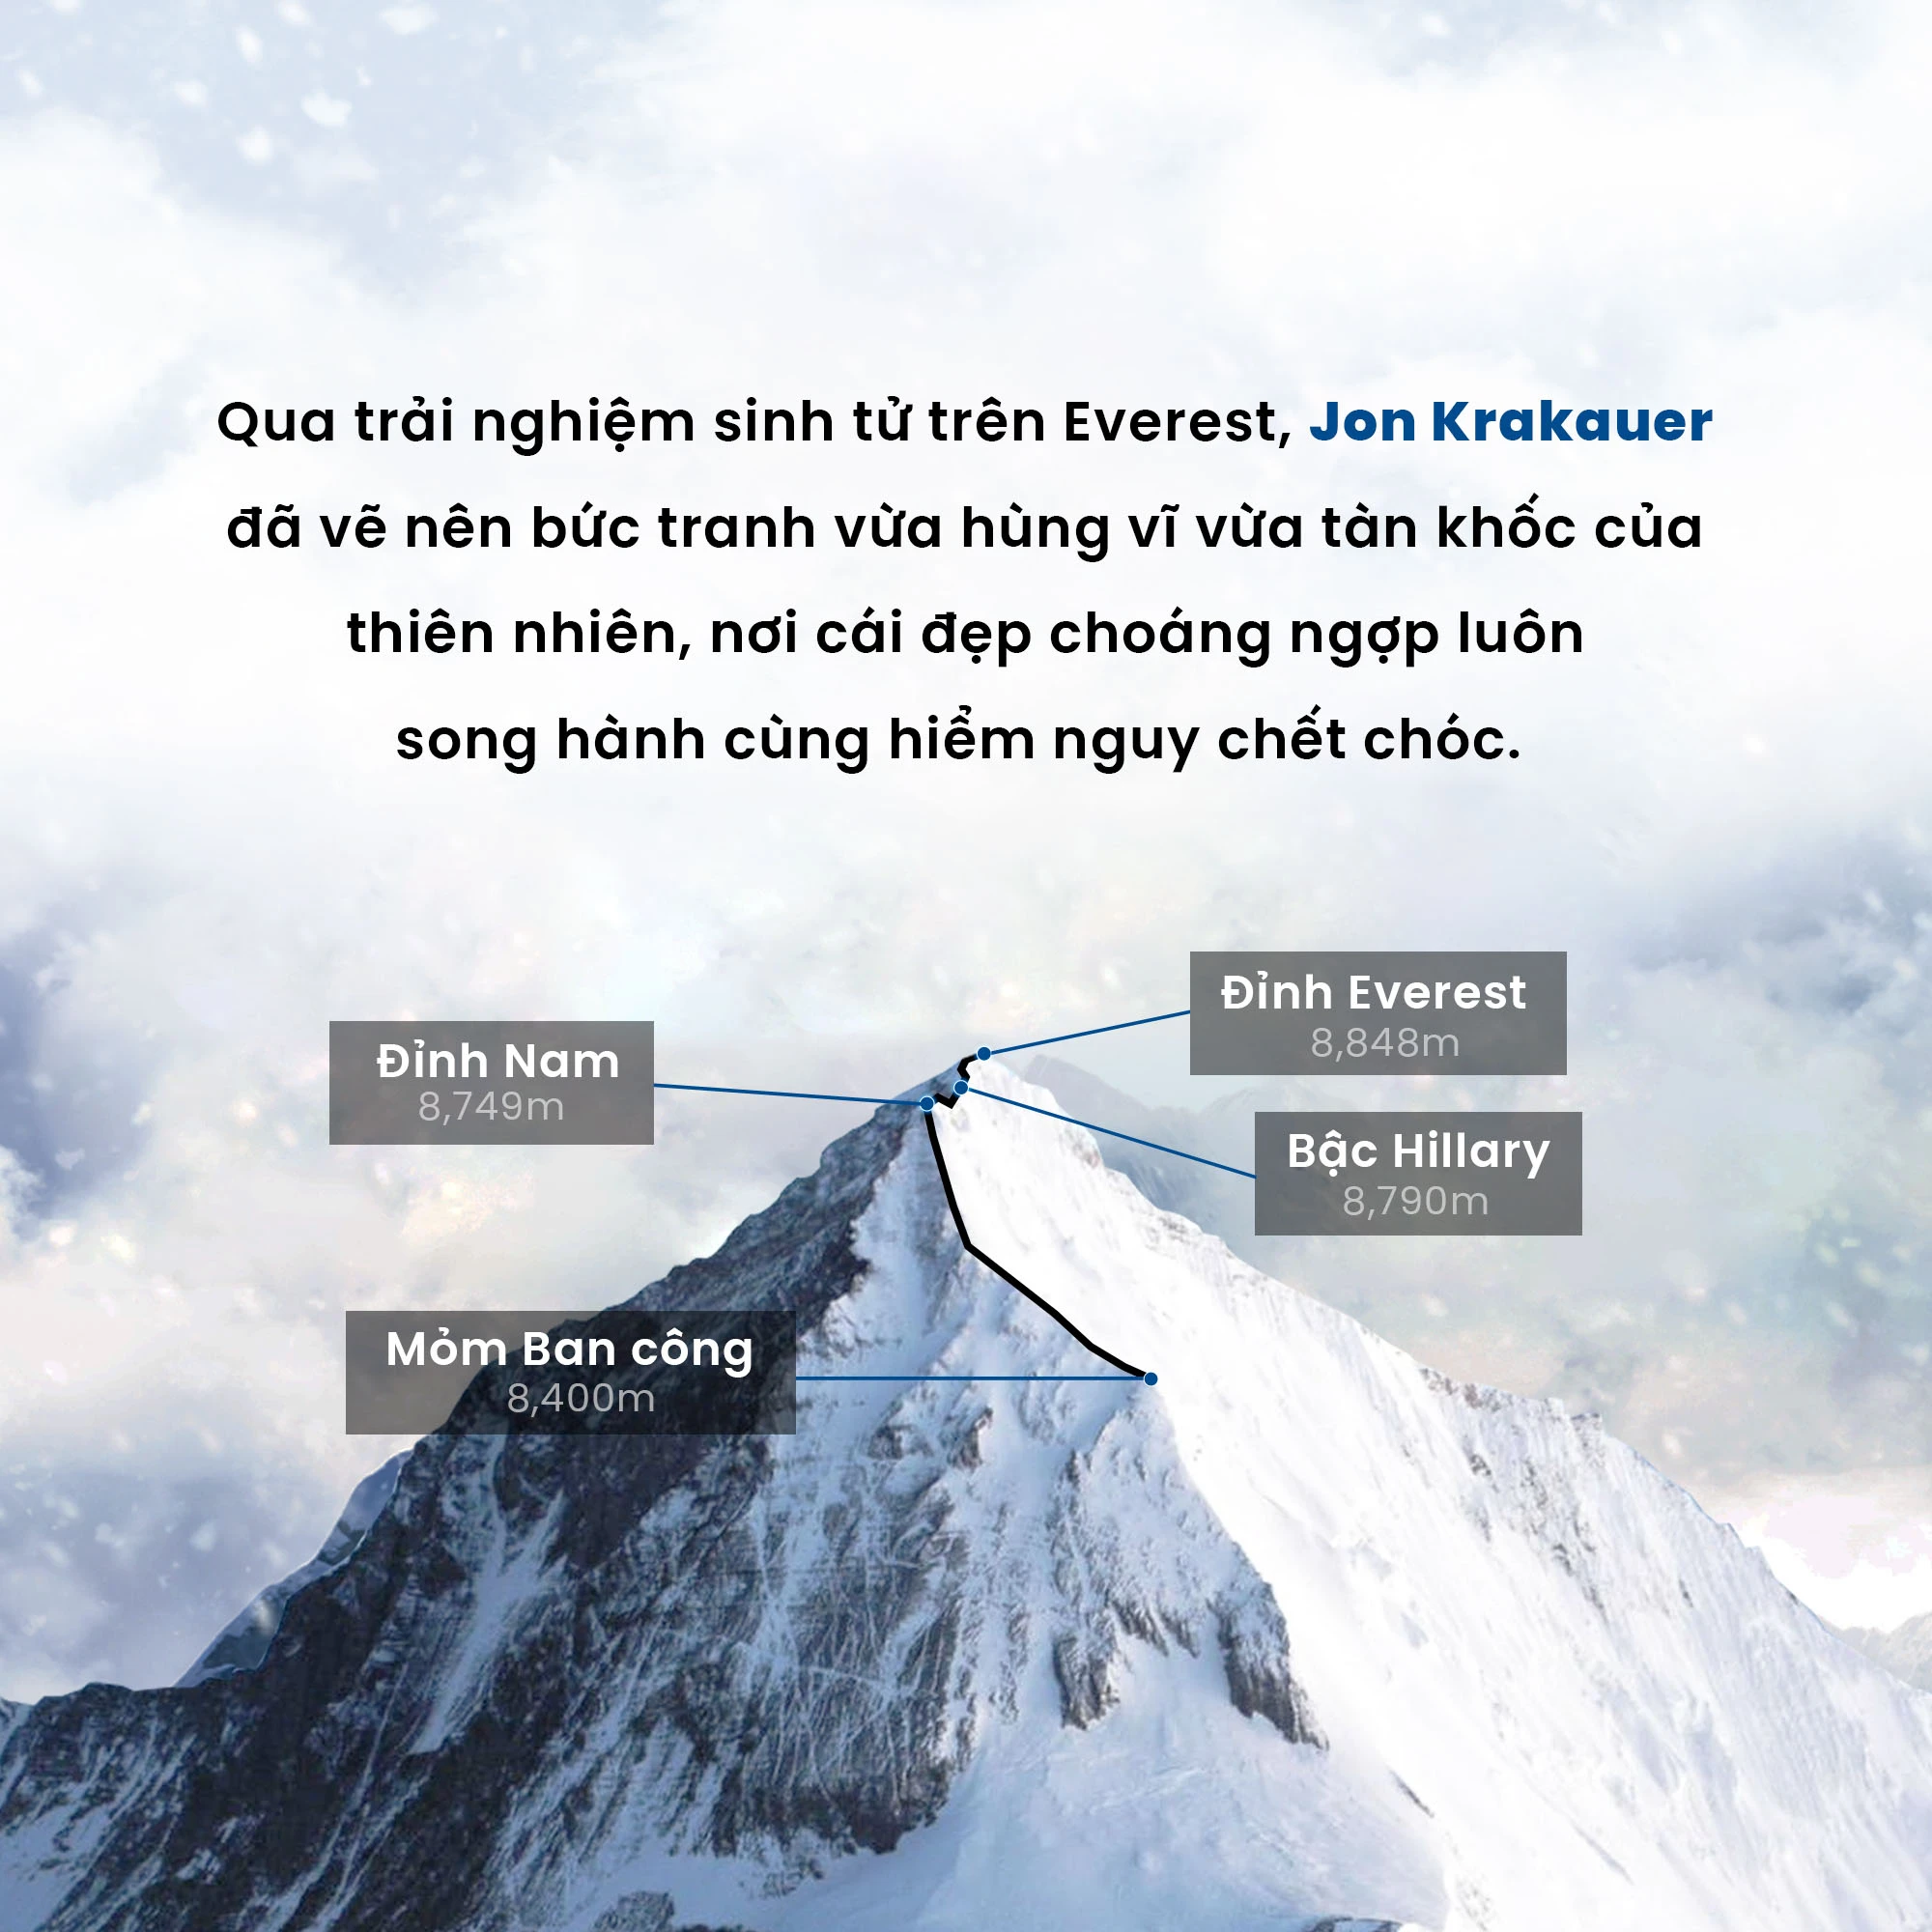 Qua trải nghiệm sinh tử trên Everest, Jon Krakauer
đã vẽ nên bức tranh vừa hùng vĩ vừa tàn khốc của
thiên nhiên, nơi cái đẹp choáng ngợp luôn
song hành cùng hiểm nguy chết chóc.
Đỉnh Everest
8,848m
Đỉnh Nam
8,749m
Bậc Hillary
8,790m
Mỏm Ban công
8,400m